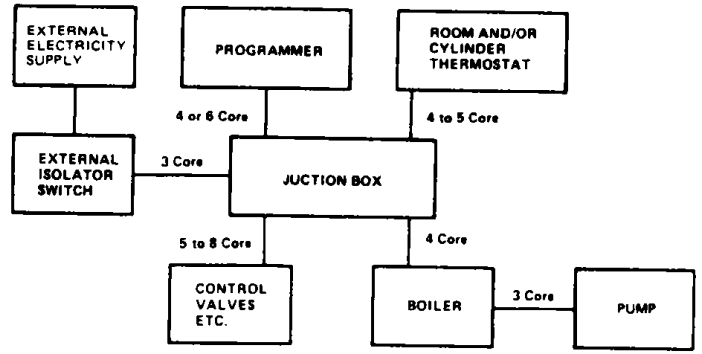 EXTERNAL
ELECTRICITY
SUPPLY
PROGRAMMER
ROOM AND/OR
CYLINDER
THERMOSTAT
4 or 6 Core
4 to 5 Core
EXTERNAL
ISOLATOR
SWITCH
3 Core
JUCTION BOX
5 to 8 Core
4 Core
CONTROL
VALVES
ETC.
BOILER
3 Core
PUMP